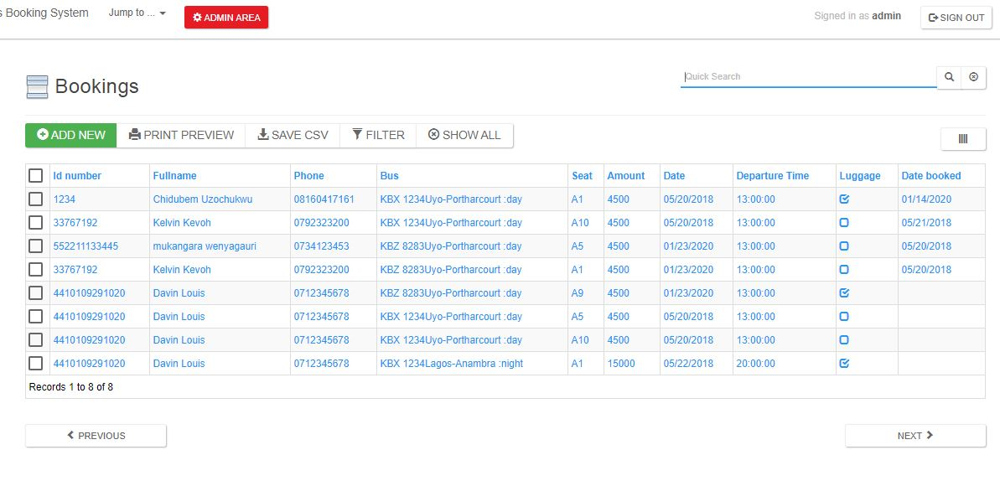 s Booking System Jump to ... ADMIN AREA Signed in as admin SIGN OUT
Bookings Quick Search
ADD NEW PRINT PREVIEW SAVE CSV FILTER SHOW ALL
Id number Fullname Phone Bus Seat Amount Date Departure Time Luggage Date booked
1234 Chidubem Uzochukwu 08160417161 KBX 1234Uyo-Portharcourt :day A1 4500 05/20/2018 13:00:00 01/14/2020
33767192 Kelvin Kevoh 0792323200 KBX 1234Uyo-Portharcourt :day A10 4500 05/20/2018 13:00:00 05/21/2018
552211133445 mukangara wenyagauri 0734123453 KBZ 8283Uyo-Portharcourt :day A5 4500 01/23/2020 13:00:00 05/20/2018
33767192 Kelvin Kevoh 0792323200 KBZ 8283Uyo-Portharcourt :day A1 4500 01/23/2020 13:00:00 05/20/2018
4410109291020 Davin Louis 0712345678 KBZ 8283Uyo-Portharcourt :day A9 4500 01/23/2020 13:00:00
4410109291020 Davin Louis 0712345678 KBX 1234Uyo-Portharcourt :day A5 4500 05/20/2018 13:00:00
4410109291020 Davin Louis 0712345678 KBX 1234Uyo-Portharcourt :day A10 4500 05/20/2018 13:00:00
4410109291020 Davin Louis 0712345678 KBX 1234Lagos-Anambra :night A1 15000 05/22/2018 20:00:00
Records 1 to 8 of 8
PREVIOUS NEXT